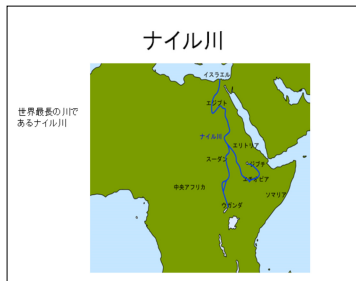 ナイル川
世界最長の川で
あるナイル川
イスラエル
エジプト
ナイル川
エリトリア
スーダン
ジブチ
エチオピア
中央アフリカ
ソマリア
ウガンダ